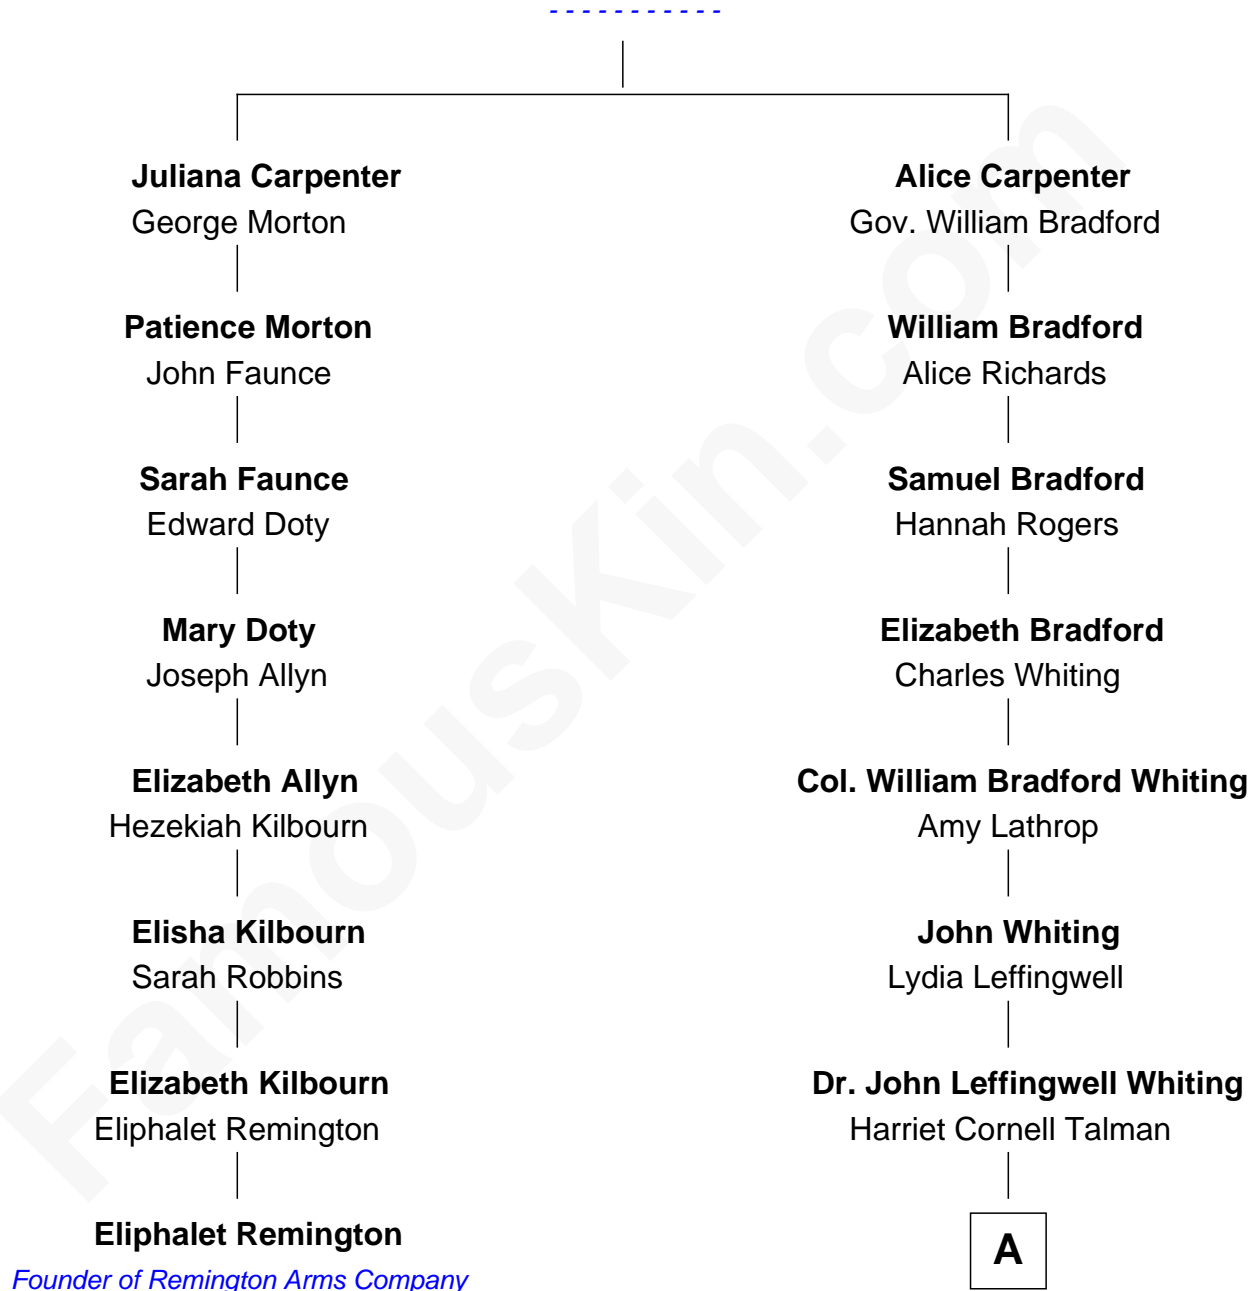 - - - - - - - - - - -
Juliana Carpenter
George Morton
Patience Morton
John Faunce
Sarah Faunce
Edward Doty
Mary Doty
Joseph Allyn
Elizabeth Allyn
Hezekiah Kilbourn
Elisha Kilbourn
Sarah Robbins
Elizabeth Kilbourn
Eliphalet Remington
Eliphalet Remington
Founder of Remington Arms Company
Alice Carpenter
Gov. William Bradford
William Bradford
Alice Richards
Samuel Bradford
Hannah Rogers
Elizabeth Bradford
Charles Whiting
Col. William Bradford Whiting
Amy Lathrop
John Whiting
Lydia Leffingwell
Dr. John Leffingwell Whiting
Harriet Cornell Talman
A
FamousKin.com